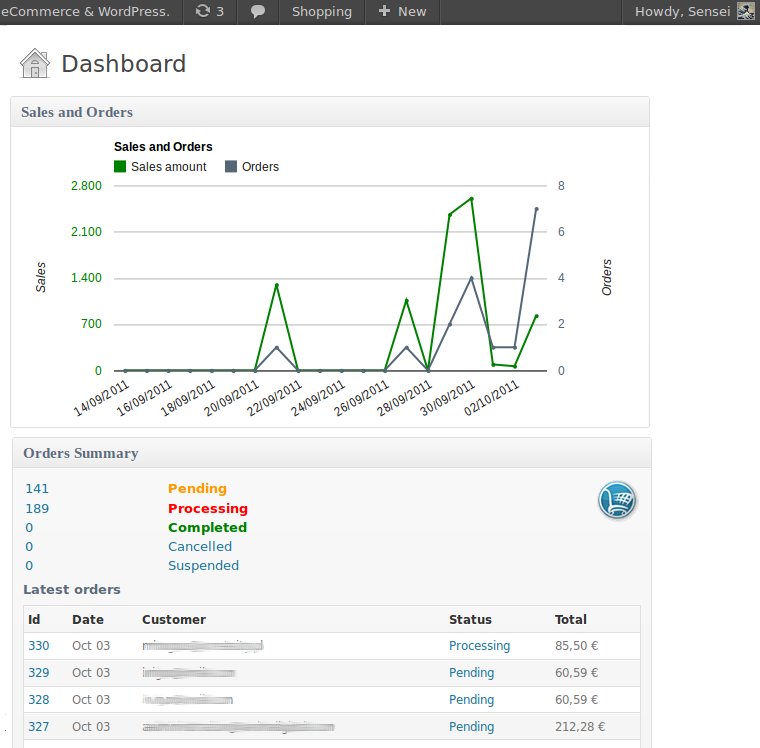 eCommerce & WordPress. 3 Shopping + New Howdy, Sensei
Dashboard
Sales and Orders
Sales and Orders
Sales amount Orders
2.800 8
2.100 6
1.400 4
700 2
0 0
Sales
Orders
14/09/2011 16/09/2011 18/09/2011 20/09/2011 22/09/2011 24/09/2011 26/09/2011 28/09/2011 30/09/2011 02/10/2011
Orders Summary
141 Pending
189 Processing
0 Completed
0 Cancelled
0 Suspended
Latest orders
Id Date Customer Status Total
330 Oct 03 Processing 85,50 €
329 Oct 03 Pending 60,59 €
328 Oct 03 Pending 60,59 €
327 Oct 03 Pending 212,28 €